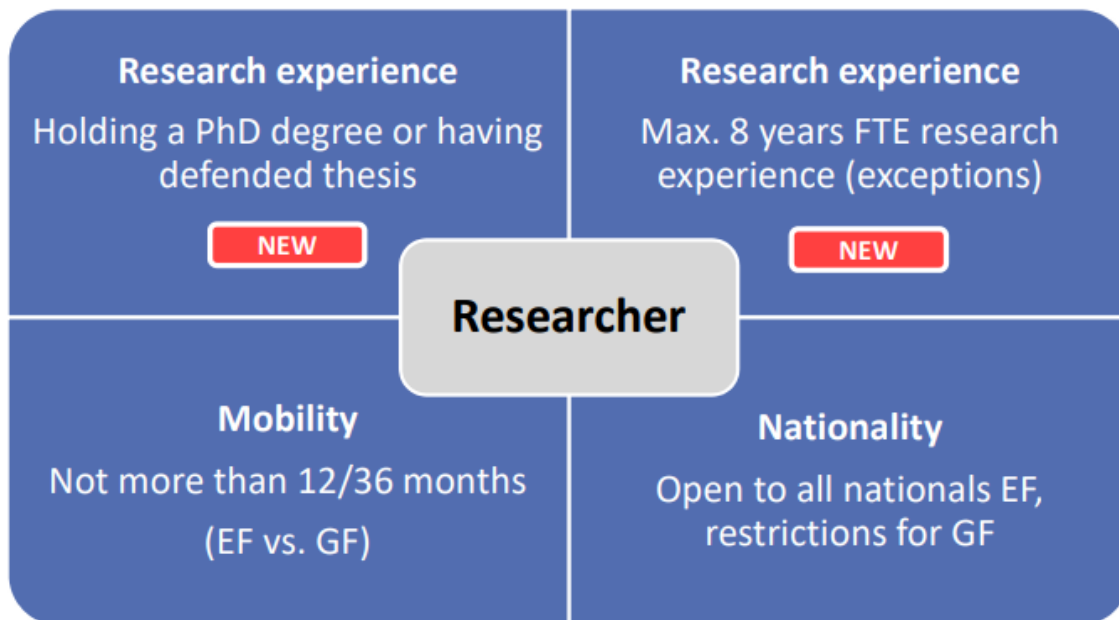 Research experience
Holding a PhD degree or having
defended thesis
NEW
Research experience
Max. 8 years FTE research
experience (exceptions)
NEW
Researcher
Mobility
Not more than 12/36 months
(EF vs. GF)
Nationality
Open to all nationals EF,
restrictions for GF